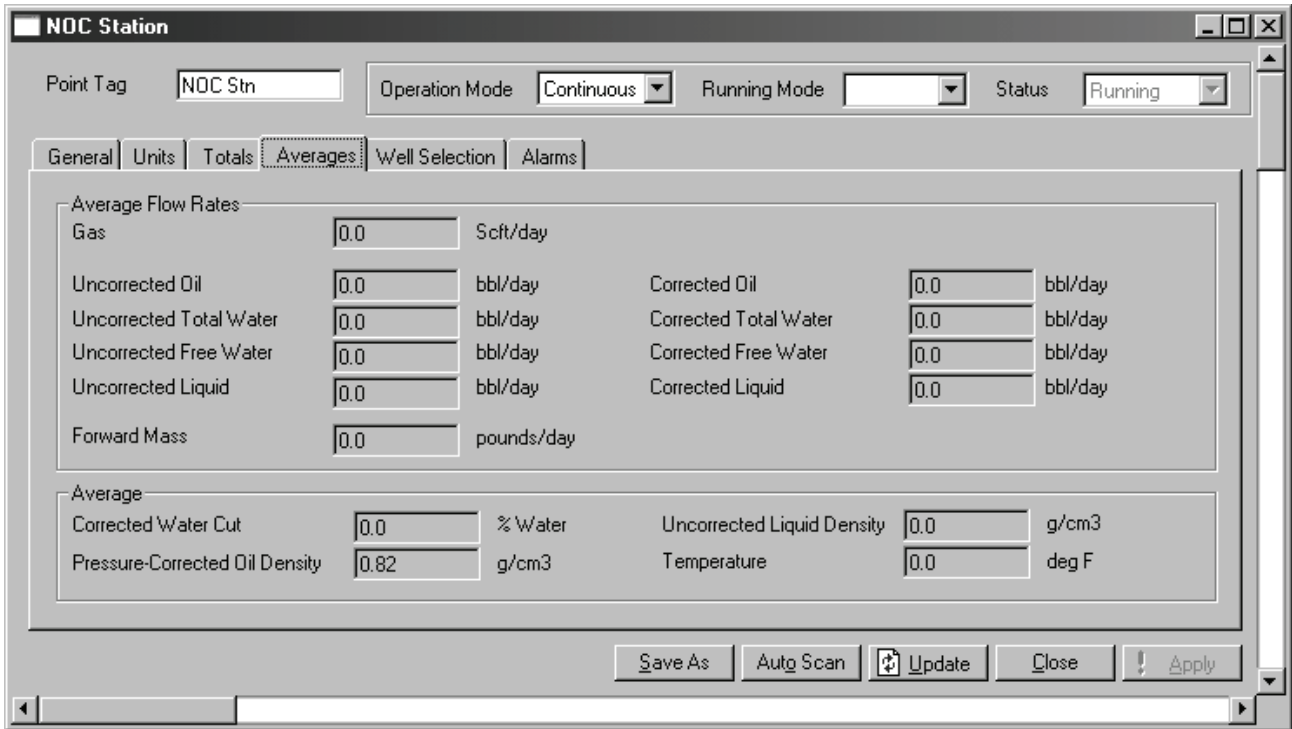 NOC Station
Point Tag NOC Stn Operation Mode Continuous Running Mode Status Running
General Units Totals Averages Well Selection Alarms
Average Flow Rates
Gas 0.0 Scft/day
Uncorrected Oil 0.0 bbl/day Corrected Oil 0.0 bbl/day
Uncorrected Total Water 0.0 bbl/day Corrected Total Water 0.0 bbl/day
Uncorrected Free Water 0.0 bbl/day Corrected Free Water 0.0 bbl/day
Uncorrected Liquid 0.0 bbl/day Corrected Liquid 0.0 bbl/day
Forward Mass 0.0 pounds/day
Average
Corrected Water Cut 0.0 % Water Uncorrected Liquid Density 0.0 g/cm3
Pressure-Corrected Oil Density 0.82 g/cm3 Temperature 0.0 deg F
Save As Auto Scan Update Close ! Apply